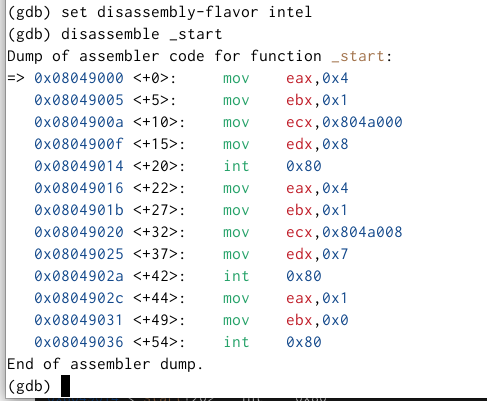 (gdb) set disassembly-flavor intel
(gdb) disassemble _start
Dump of assembler code for function _start:
=> 0x08049000 <+0>:     mov    eax,0x4
   0x08049005 <+5>:     mov    ebx,0x1
   0x0804900a <+10>:    mov    ecx,0x804a000
   0x0804900f <+15>:    mov    edx,0x8
   0x08049014 <+20>:    int    0x80
   0x08049016 <+22>:    mov    eax,0x4
   0x0804901b <+27>:    mov    ebx,0x1
   0x08049020 <+32>:    mov    ecx,0x804a008
   0x08049025 <+37>:    mov    edx,0x7
   0x0804902a <+42>:    int    0x80
   0x0804902c <+44>:    mov    eax,0x1
   0x08049031 <+49>:    mov    ebx,0x0
   0x08049036 <+54>:    int    0x80
End of assembler dump.
(gdb)